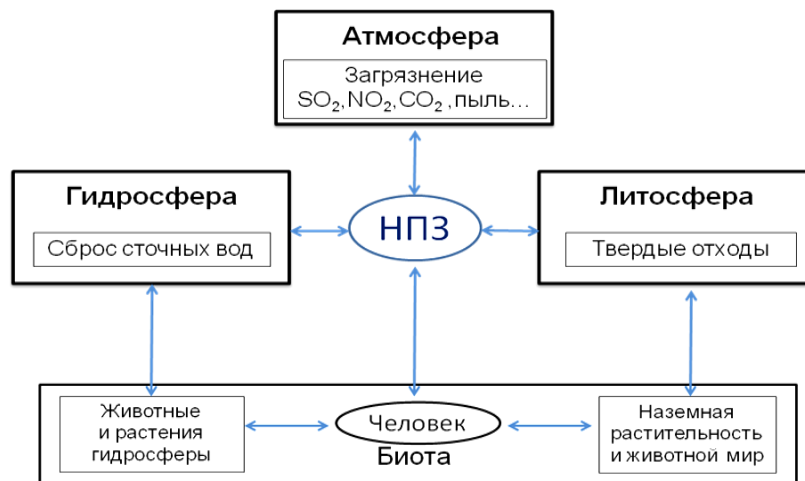 Атмосфера
Загрязнение
SO₂,NO₂,CO₂ ,пыль...
Гидросфера
Сброс сточных вод
НПЗ
Литосфера
Твердые отходы
Животные
и растения
гидросферы
Человек
Биота
Наземная
растительность
и животной мир